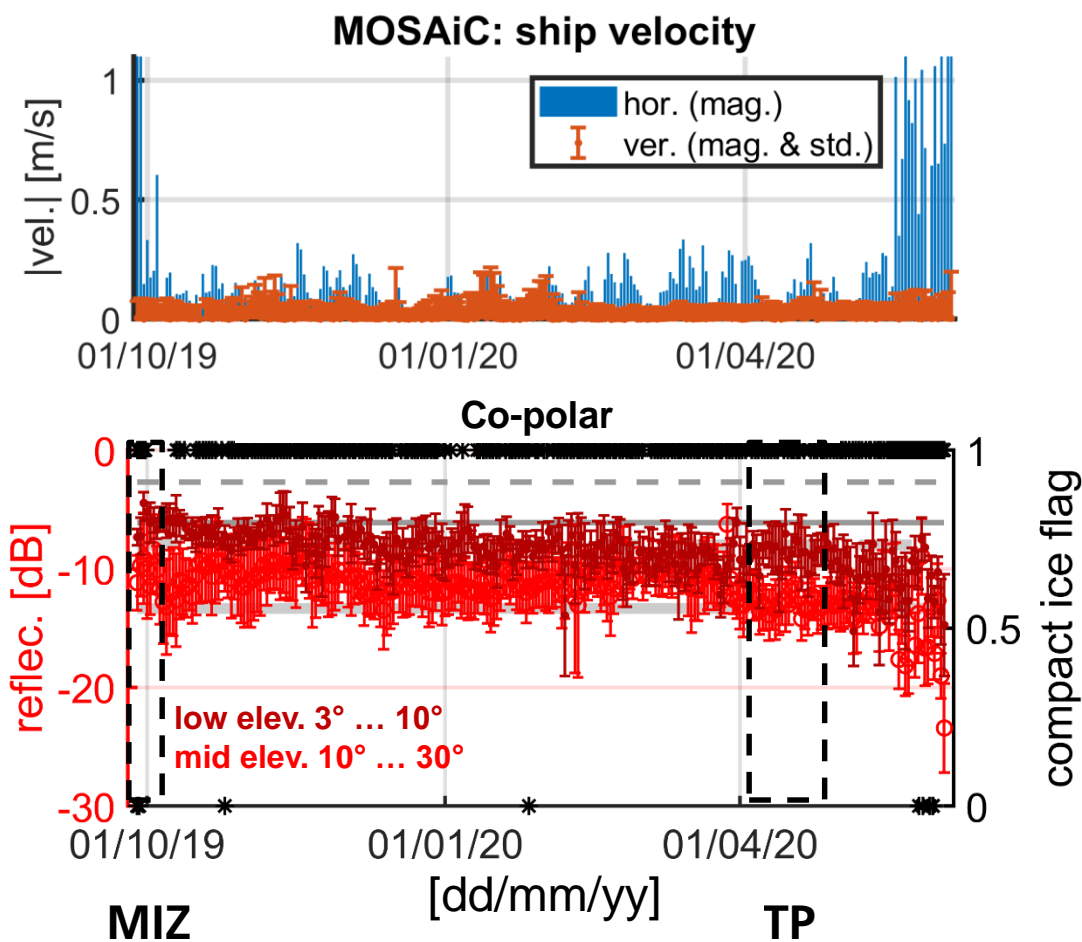 MOSAiC: ship velocity
|vel.| [m/s]
1
0.5
0
hor. (mag.)
ver. (mag. & std.)
01/10/19 01/01/20 01/04/20
Co-polar
reflec. [dB]
0
-10
-20
-30
low elev. 3° … 10°
mid elev. 10° … 30°
1
0.5
0
compact ice flag
01/10/19 01/01/20 01/04/20
[dd/mm/yy]
MIZ TP